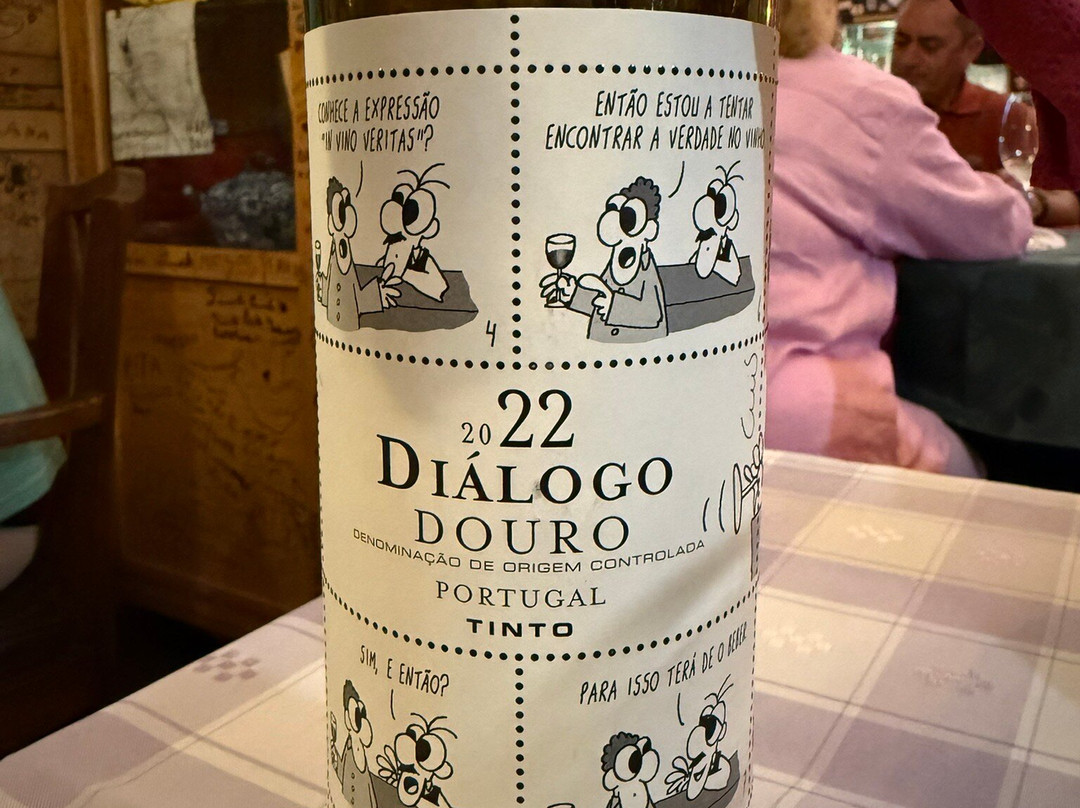 CONHECE A EXPRESSÃO
"IN VINO VERITAS"?
ENTÃO ESTOU A TENTAR
ENCONTRAR A VERDADE NO VINHO
4
2022
DIÁLOGO
DOURO
DENOMINAÇÃO DE ORIGEM CONTROLADA
PORTUGAL
TINTO
SIM, E ENTÃO?
PARA ISSO TERÁ DE O BEBER